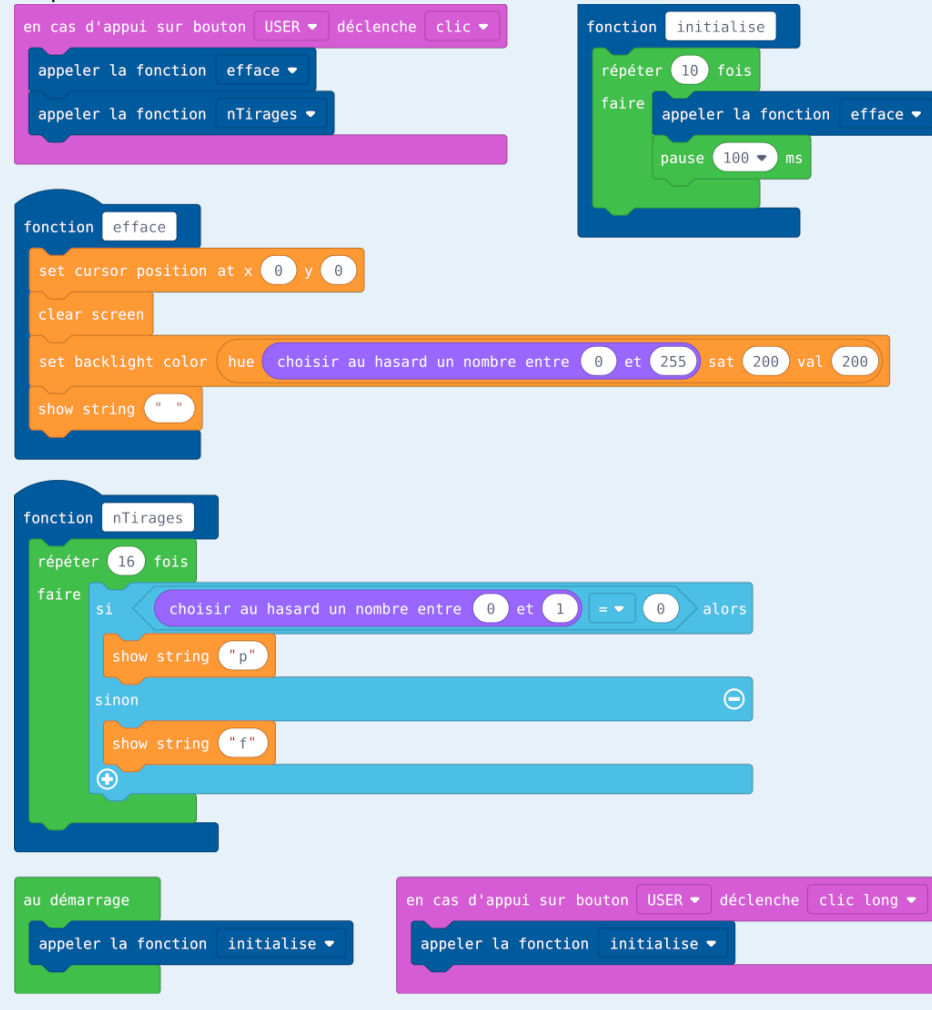 en cas d'appui sur bouton USER déclenche clic
appeler la fonction efface
appeler la fonction nTirages
fonction initialise
répéter 10 fois
faire
appeler la fonction efface
pause 100 ms
fonction efface
set cursor position at x 0 y 0
clear screen
set backlight color hue choisir au hasard un nombre entre 0 et 255 sat 200 val 200
show string " "
fonction nTirages
répéter 16 fois
faire
si choisir au hasard un nombre entre 0 et 1 = 0 alors
show string "p"
sinon
show string "f"
au démarrage
appeler la fonction initialise
en cas d'appui sur bouton USER déclenche clic long
appeler la fonction initialise